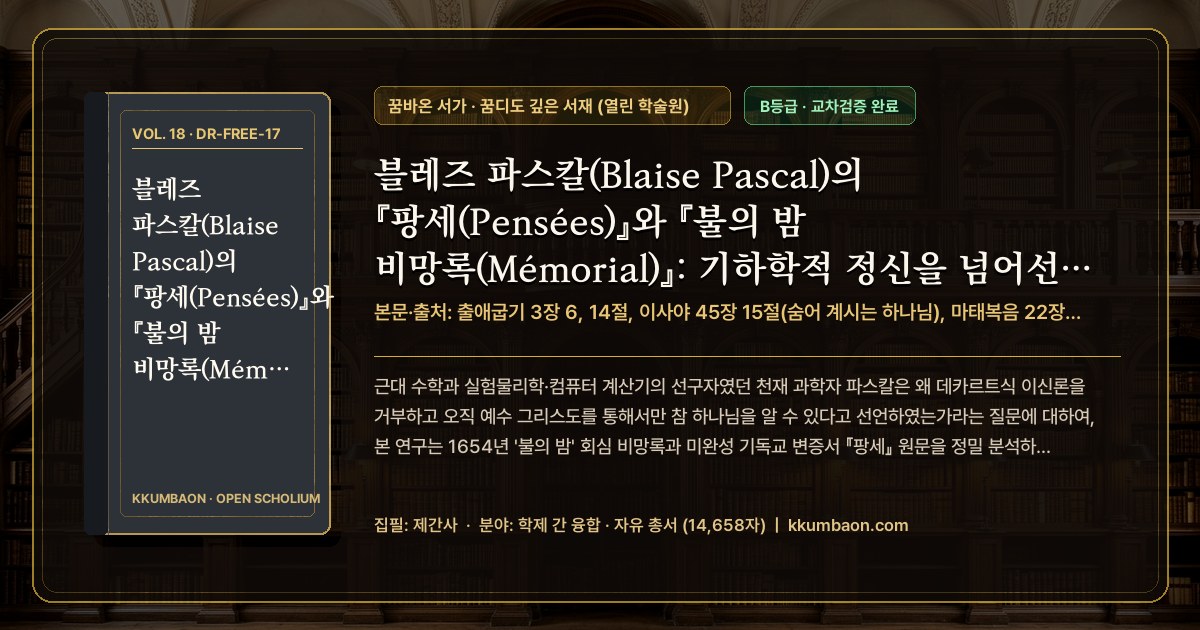 VOL. 18 · DR-FREE-17
블레즈
파스칼(Blaise
Pascal)의
『팡세(Pensées)』와
『불의 밤
비망록(Mém…
KKUMBAON · OPEN SCHOLIUM
꿈바온 서가 · 꿈디도 깊은 서재 (열린 학술원)
B등급 · 교차검증 완료
블레즈 파스칼(Blaise Pascal)의
『팡세(Pensées)』와 『불의 밤
비망록(Mémorial)』: 기하학적 정신을 넘어선…
본문·출처: 출애굽기 3장 6, 14절, 이사야 45장 15절(숨어 계시는 하나님), 마태복음 22장...
근대 수학과 실험물리학·컴퓨터 계산기의 선구자였던 천재 과학자 파스칼은 왜 데카르트식 이신론을
거부하고 오직 예수 그리스도를 통해서만 참 하나님을 알 수 있다고 선언하였는가라는 질문에 대하여,
본 연구는 1654년 '불의 밤' 회심 비망록과 미완성 기독교 변증서 『팡세』 원문을 정밀 분석하...
집필: 제간사 · 분야: 학제 간 융합 · 자유 총서 (14,658자) | kkumbaon.com